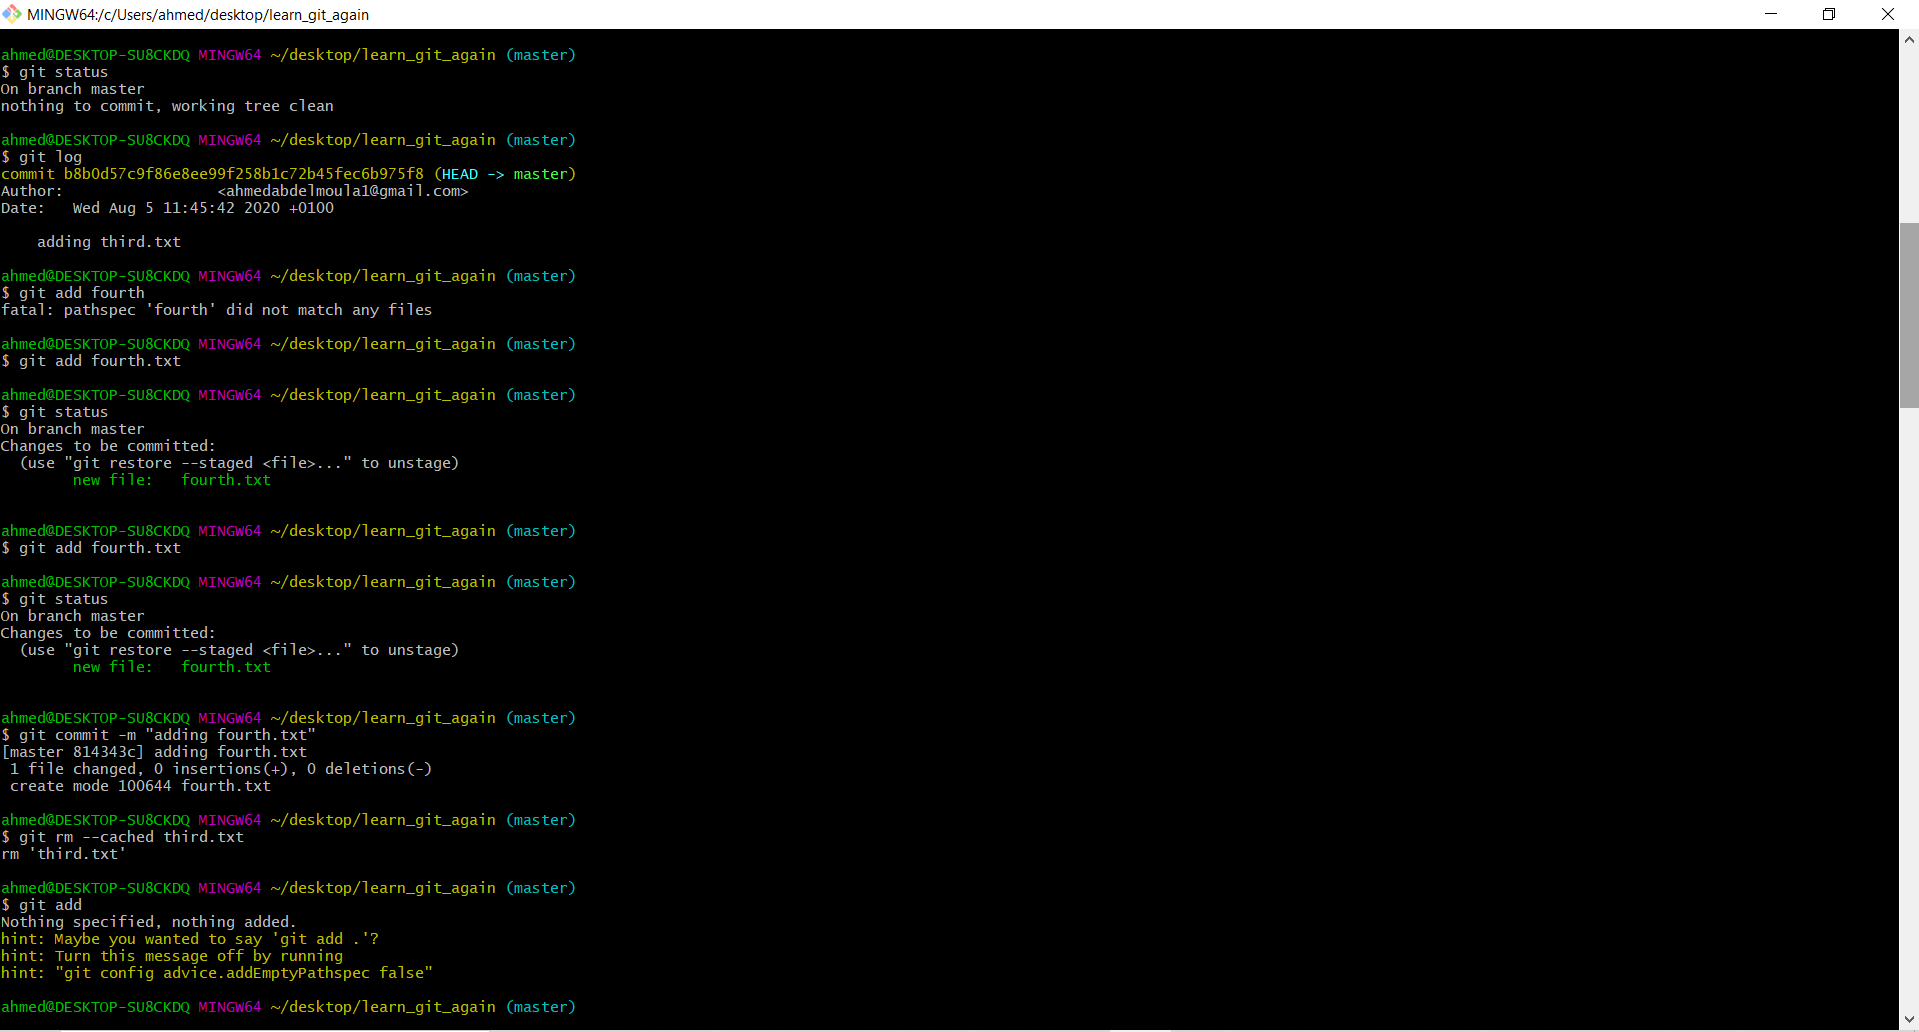 MINGW64:/c/Users/ahmed/desktop/learn_git_again
ahmed@DESKTOP-SU8CKDQ MINGW64 ~/desktop/learn_git_again (master)
$ git status
On branch master
nothing to commit, working tree clean
ahmed@DESKTOP-SU8CKDQ MINGW64 ~/desktop/learn_git_again (master)
$ git log
commit b8b0d57c9f86e8ee99f258b1c72b45fec6b975f8 (HEAD -> master)
Author: <ahmedabdelmoula1@gmail.com>
Date:   Wed Aug 5 11:45:42 2020 +0100
    adding third.txt
ahmed@DESKTOP-SU8CKDQ MINGW64 ~/desktop/learn_git_again (master)
$ git add fourth
fatal: pathspec 'fourth' did not match any files
ahmed@DESKTOP-SU8CKDQ MINGW64 ~/desktop/learn_git_again (master)
$ git add fourth.txt
ahmed@DESKTOP-SU8CKDQ MINGW64 ~/desktop/learn_git_again (master)
$ git status
On branch master
Changes to be committed:
  (use "git restore --staged <file>..." to unstage)
        new file:   fourth.txt
ahmed@DESKTOP-SU8CKDQ MINGW64 ~/desktop/learn_git_again (master)
$ git add fourth.txt
ahmed@DESKTOP-SU8CKDQ MINGW64 ~/desktop/learn_git_again (master)
$ git status
On branch master
Changes to be committed:
  (use "git restore --staged <file>..." to unstage)
        new file:   fourth.txt
ahmed@DESKTOP-SU8CKDQ MINGW64 ~/desktop/learn_git_again (master)
$ git commit -m "adding fourth.txt"
[master 814343c] adding fourth.txt
 1 file changed, 0 insertions(+), 0 deletions(-)
 create mode 100644 fourth.txt
ahmed@DESKTOP-SU8CKDQ MINGW64 ~/desktop/learn_git_again (master)
$ git rm --cached third.txt
rm 'third.txt'
ahmed@DESKTOP-SU8CKDQ MINGW64 ~/desktop/learn_git_again (master)
$ git add
Nothing specified, nothing added.
hint: Maybe you wanted to say 'git add .'?
hint: Turn this message off by running
hint: "git config advice.addEmptyPathspec false"
ahmed@DESKTOP-SU8CKDQ MINGW64 ~/desktop/learn_git_again (master)